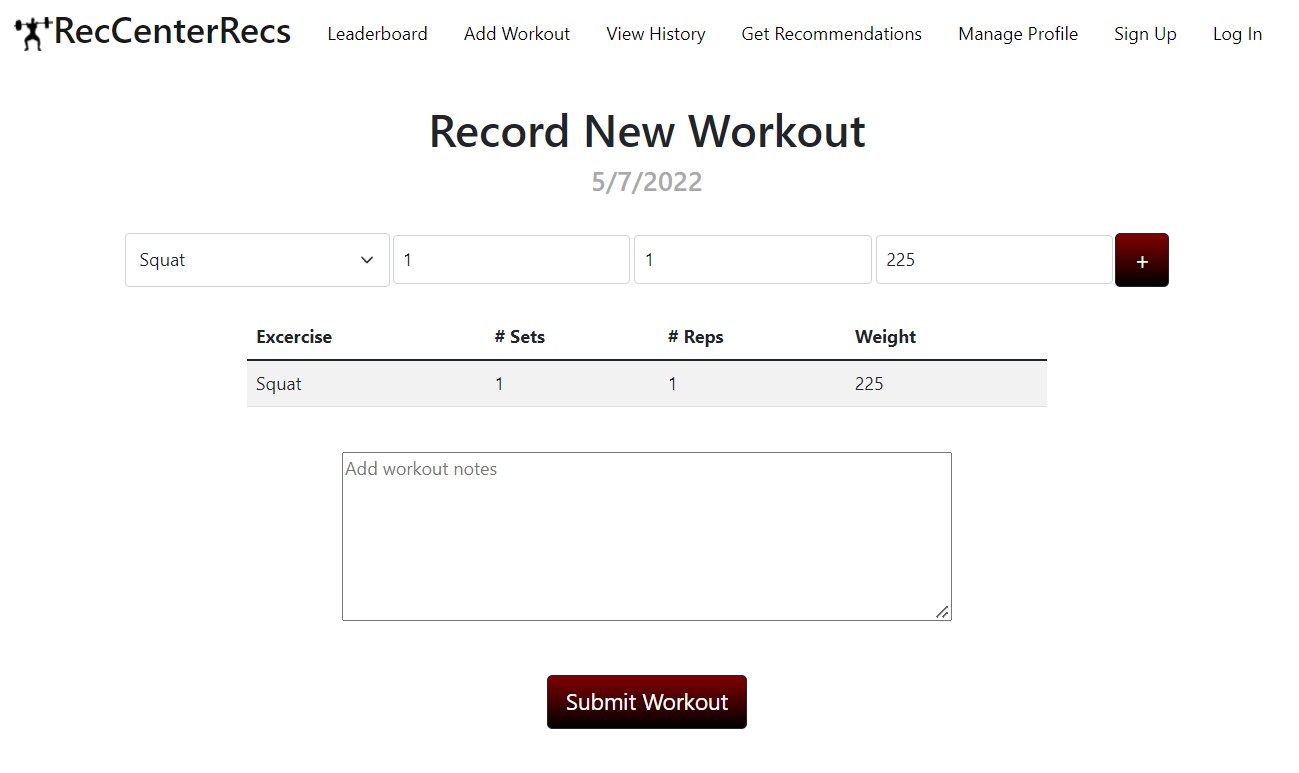 RecCenterRecs Leaderboard Add Workout View History Get Recommendations Manage Profile Sign Up Log In
Record New Workout
5/7/2022
Squat 1 1 225 +
Excercise # Sets # Reps Weight
Squat 1 1 225
Add workout notes
Submit Workout